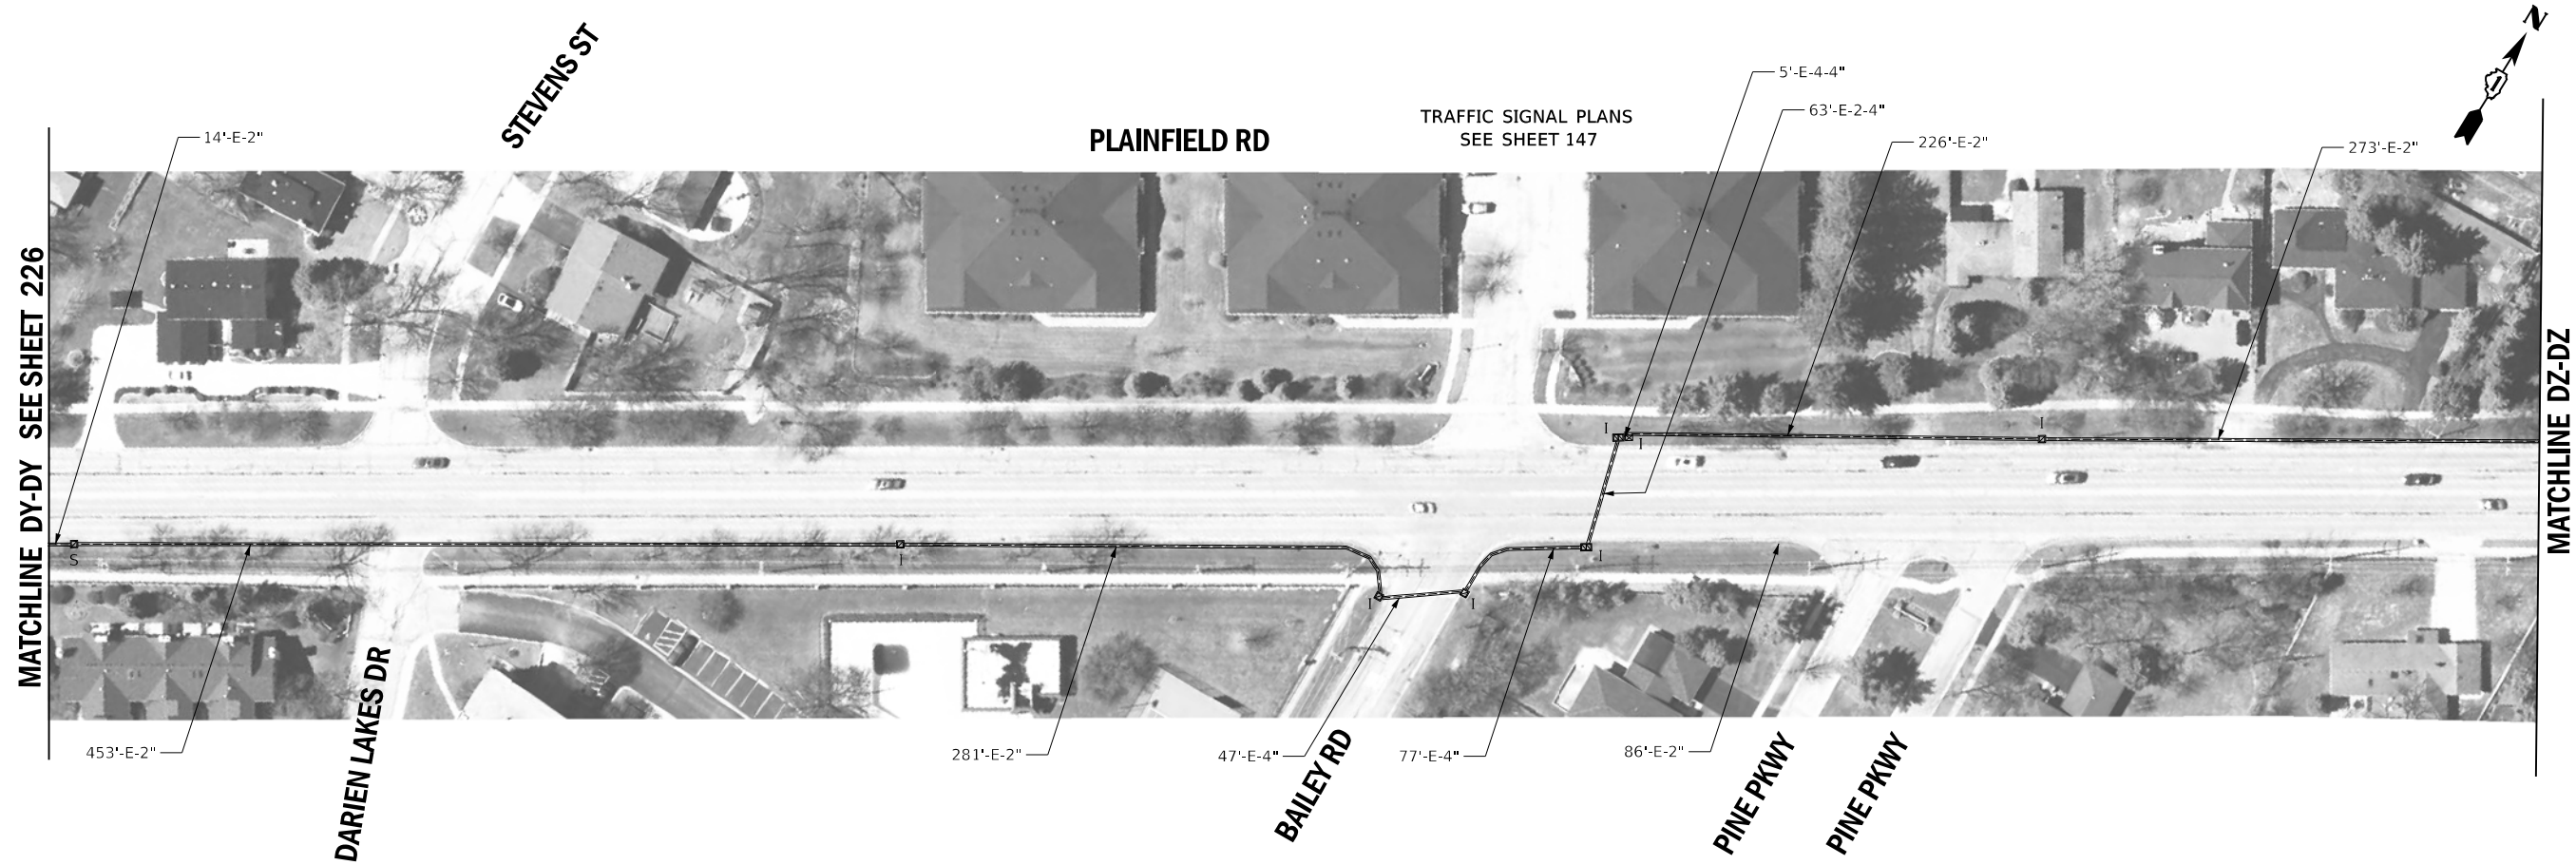 N
1
STEVENS ST
5'-E-4-4"
63'-E-2-4"
TRAFFIC SIGNAL PLANS
SEE SHEET 147
PLAINFIELD RD
14'-E-2"
226'-E-2"
273'-E-2"
MATCHLINE DY-DY SEE SHEET 226
MATCHLINE DZ-DZ
I
I
I
S
I
I
I
I
453'-E-2"
DARIEN LAKES DR
281'-E-2"
47'-E-4"
BAILEY RD
77'-E-4"
86'-E-2"
PINE PKWY
PINE PKWY